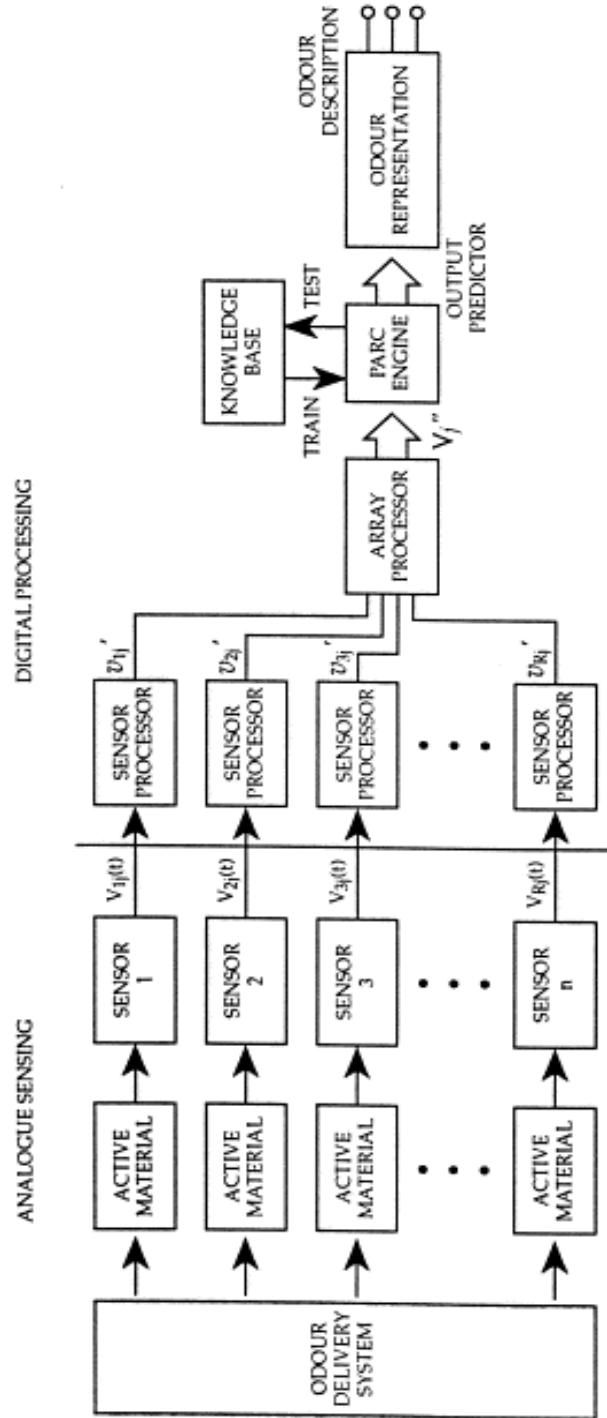 ANALOGUE SENSING
DIGITAL PROCESSING
ODOUR
DELIVERY
SYSTEM
ACTIVE
MATERIAL
SENSOR
1
V1j(t)
SENSOR
PROCESSOR
v1j′
ACTIVE
MATERIAL
SENSOR
2
V2j(t)
SENSOR
PROCESSOR
v2j′
ACTIVE
MATERIAL
SENSOR
3
V3j(t)
SENSOR
PROCESSOR
v3j′
ACTIVE
MATERIAL
SENSOR
n
VRj(t)
SENSOR
PROCESSOR
vRj′
ARRAY
PROCESSOR
Vj″
KNOWLEDGE
BASE
TRAIN
TEST
PARC
ENGINE
OUTPUT
PREDICTOR
ODOUR
REPRESENTATION
ODOUR
DESCRIPTION